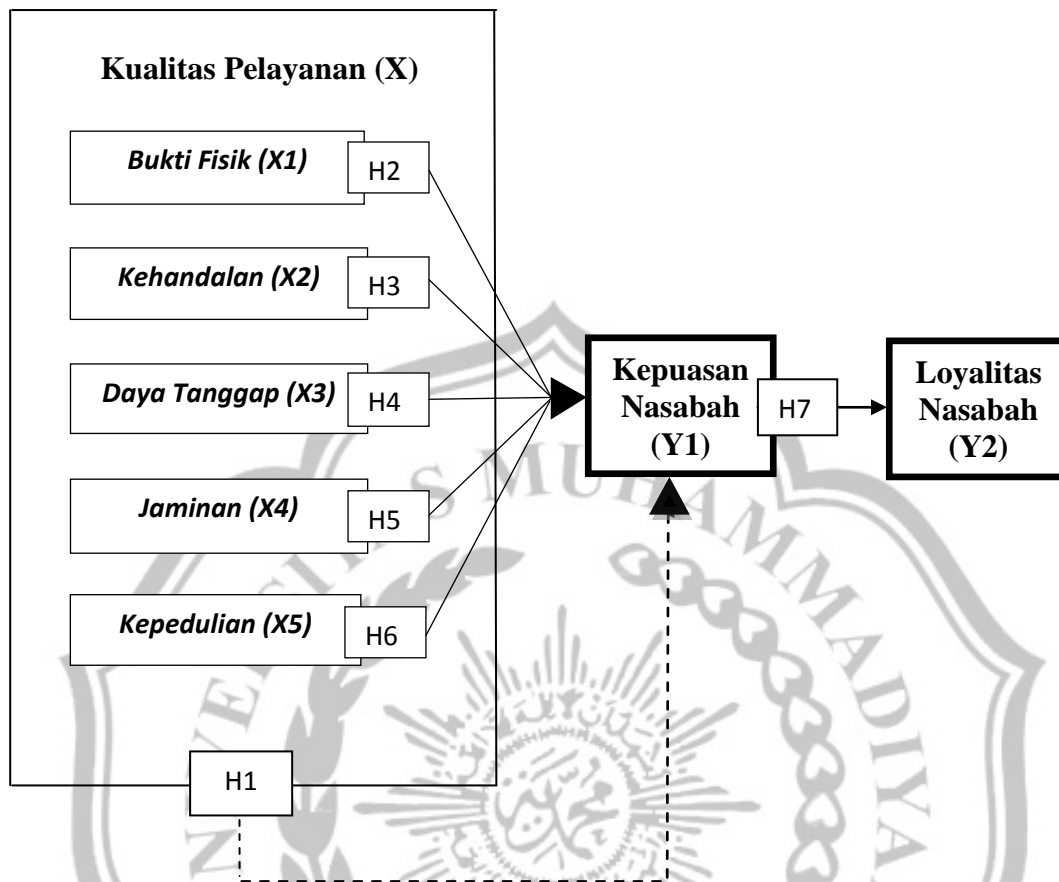 Kualitas Pelayanan (X)
Bukti Fisik (X1)
H2
Kehandalan (X2)
H3
Daya Tanggap (X3)
H4
Jaminan (X4)
H5
Kepedulian (X5)
H6
H1
Kepuasan
Nasabah
(Y1)
H7
Loyalitas
Nasabah
(Y2)
MUHAMMADIYA